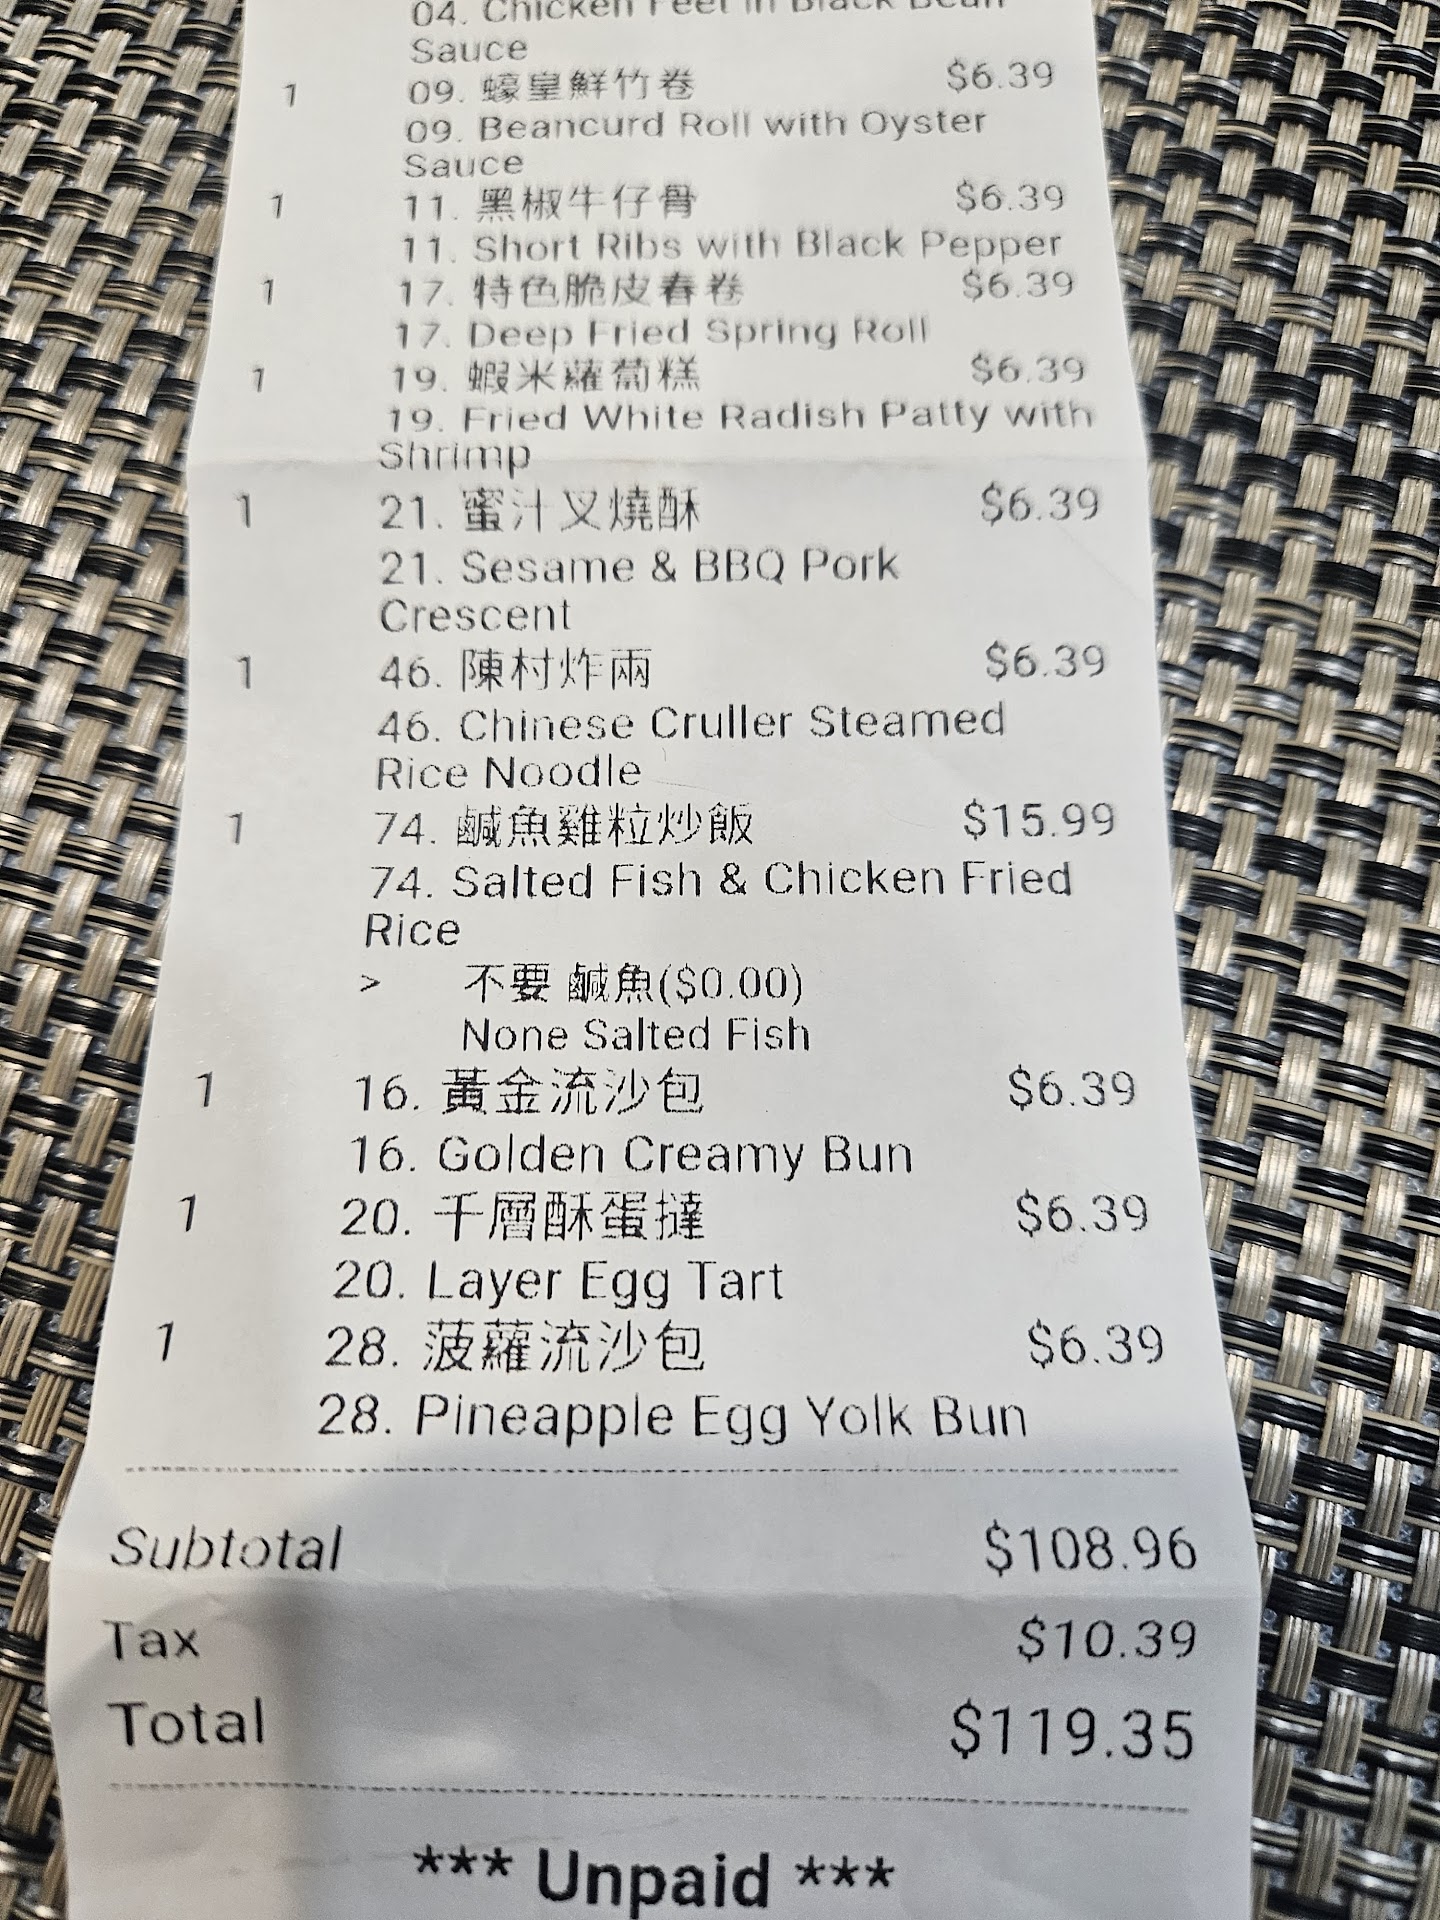 04. Chicken Feet in Black Bean
Sauce
1 09. 蠔皇鮮竹卷 $6.39
09. Beancurd Roll with Oyster
Sauce
1 11. 黑椒牛仔骨 $6.39
11. Short Ribs with Black Pepper
1 17. 特色脆皮春卷 $6.39
17. Deep Fried Spring Roll
1 19. 蝦米蘿蔔糕 $6.39
19. Fried White Radish Patty with
Shrimp
1 21. 蜜汁叉燒酥 $6.39
21. Sesame & BBQ Pork
Crescent
1 46. 陳村炸兩 $6.39
46. Chinese Cruller Steamed
Rice Noodle
1 74. 鹹魚雞粒炒飯 $15.99
74. Salted Fish & Chicken Fried
Rice
> 不要 鹹魚($0.00)
None Salted Fish
1 16. 黃金流沙包 $6.39
16. Golden Creamy Bun
1 20. 千層酥蛋撻 $6.39
20. Layer Egg Tart
1 28. 菠蘿流沙包 $6.39
28. Pineapple Egg Yolk Bun
Subtotal $108.96
Tax $10.39
Total $119.35
*** Unpaid ***